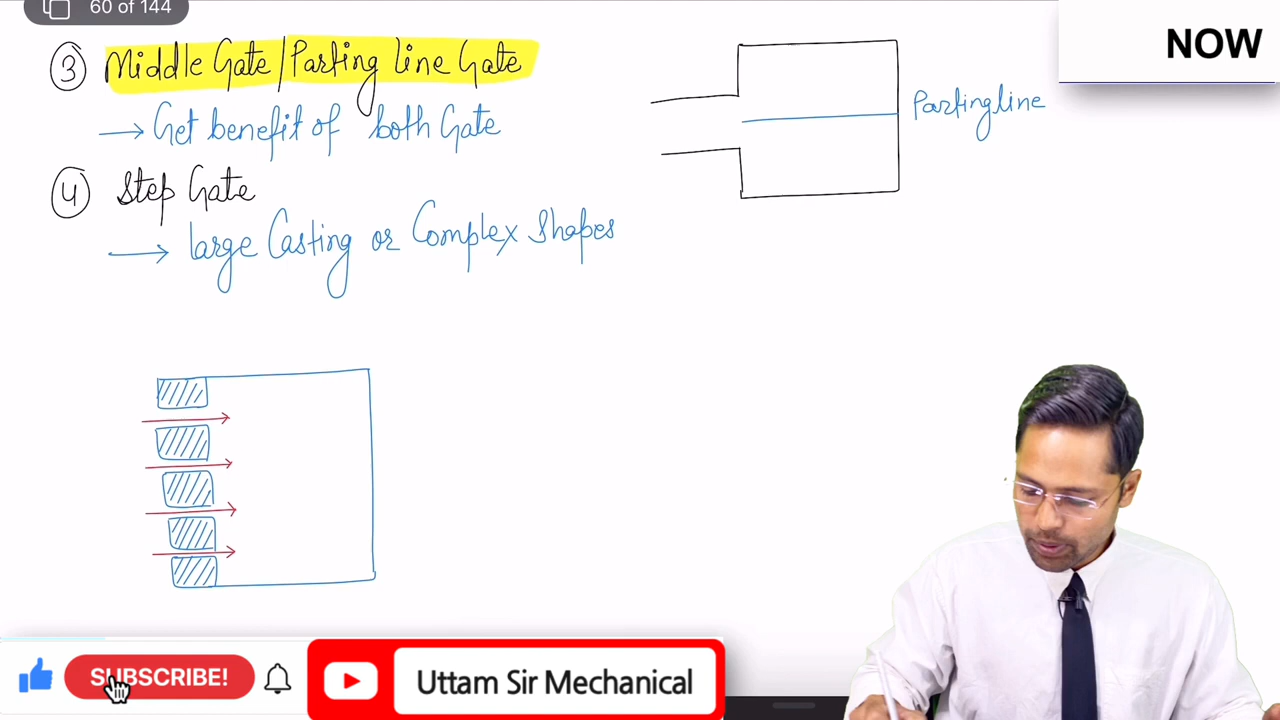 60 of 144
NOW
③ Middle Gate/Parting line Gate
→ Get benefit of both Gate
Partingline
④ Step Gate
→ large Casting or Complex Shapes
SUBSCRIBE!
Uttam Sir Mechanical